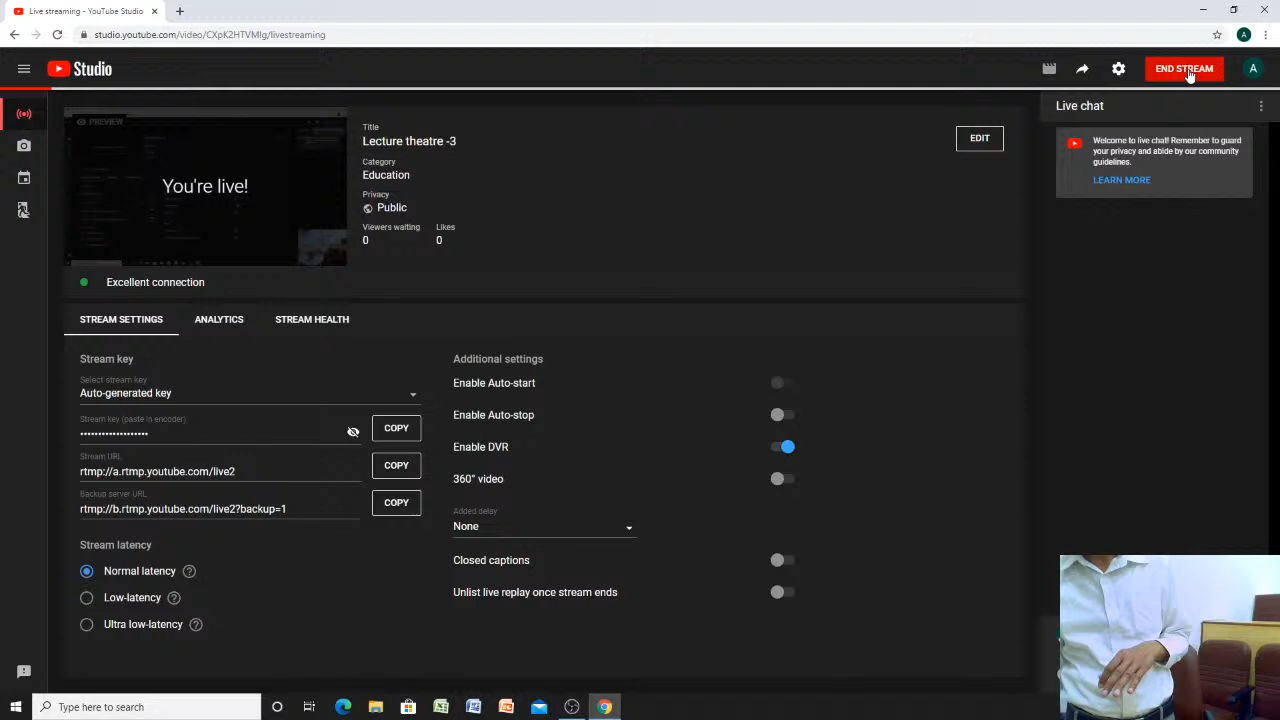 Live streaming - YouTube Studio
studio.youtube.com/video/CXpK2HTVMIg/livestreaming
A
Studio
END STREAM
A
PREVIEW
You're live!
Title
Lecture theatre -3
EDIT
Category
Education
Privacy
Public
Viewers waiting
Likes
0
0
Excellent connection
Live chat
Welcome to live chat! Remember to guard
your privacy and abide by our community
guidelines.
LEARN MORE
STREAM SETTINGS
ANALYTICS
STREAM HEALTH
Stream key
Select stream key
Auto-generated key
Stream key (paste in encoder)
•••••••••••••••••••
COPY
Stream URL
rtmp://a.rtmp.youtube.com/live2
COPY
Backup server URL
rtmp://b.rtmp.youtube.com/live2?backup=1
COPY
Stream latency
Normal latency
Low-latency
Ultra low-latency
Additional settings
Enable Auto-start
Enable Auto-stop
Enable DVR
360° video
Added delay
None
Closed captions
Unlist live replay once stream ends
Type here to search